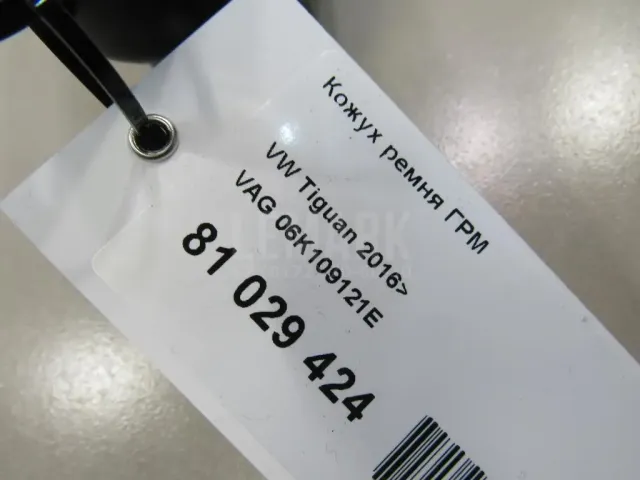 Кожух ремня ГРМ
VW Tiguan 2016>
VAG 06K109121E
81 029 424